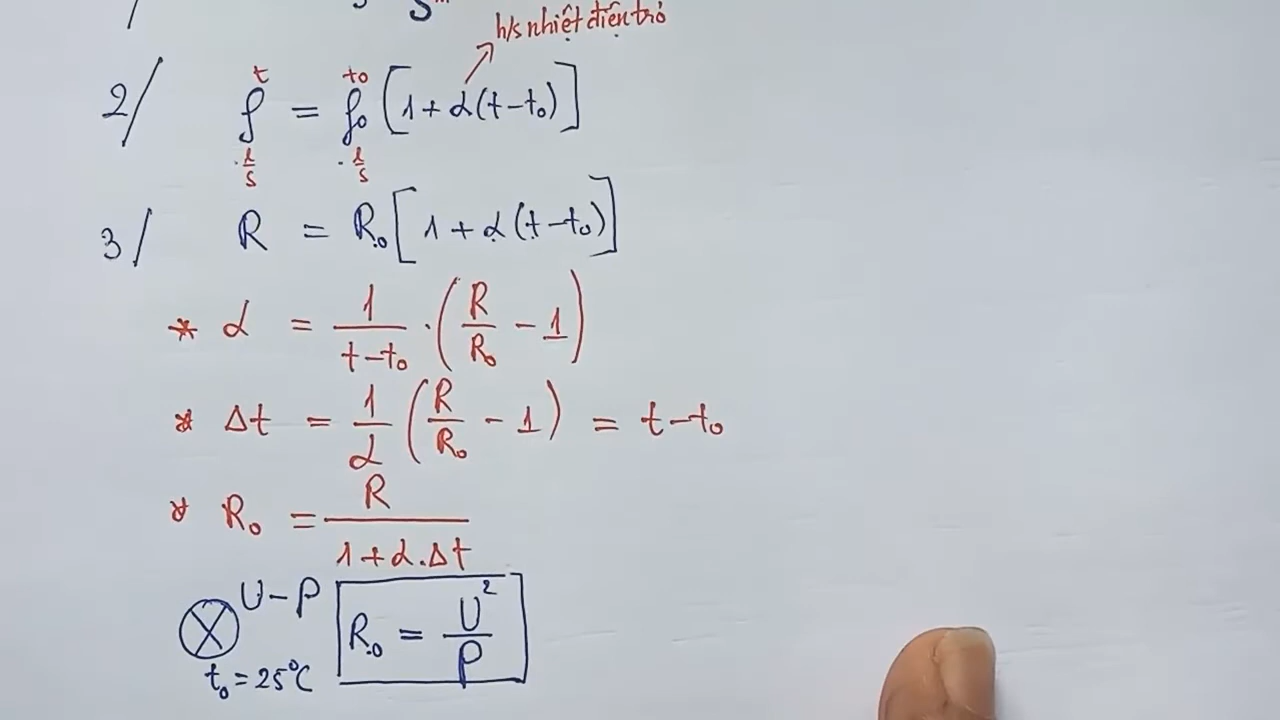 S
h/s nhiệt điện trở
2/ ρ = ρ₀ [1 + α(t - t₀)]
t t₀
.l/S .l/S
3/ R = R₀ [1 + α(t - t₀)]
* α = 1/(t - t₀) . (R/R₀ - 1)
* Δt = 1/α (R/R₀ - 1) = t - t₀
* R₀ = R/(1 + α.Δt)
U - P
R₀ = U²/P
t₀ = 25°C